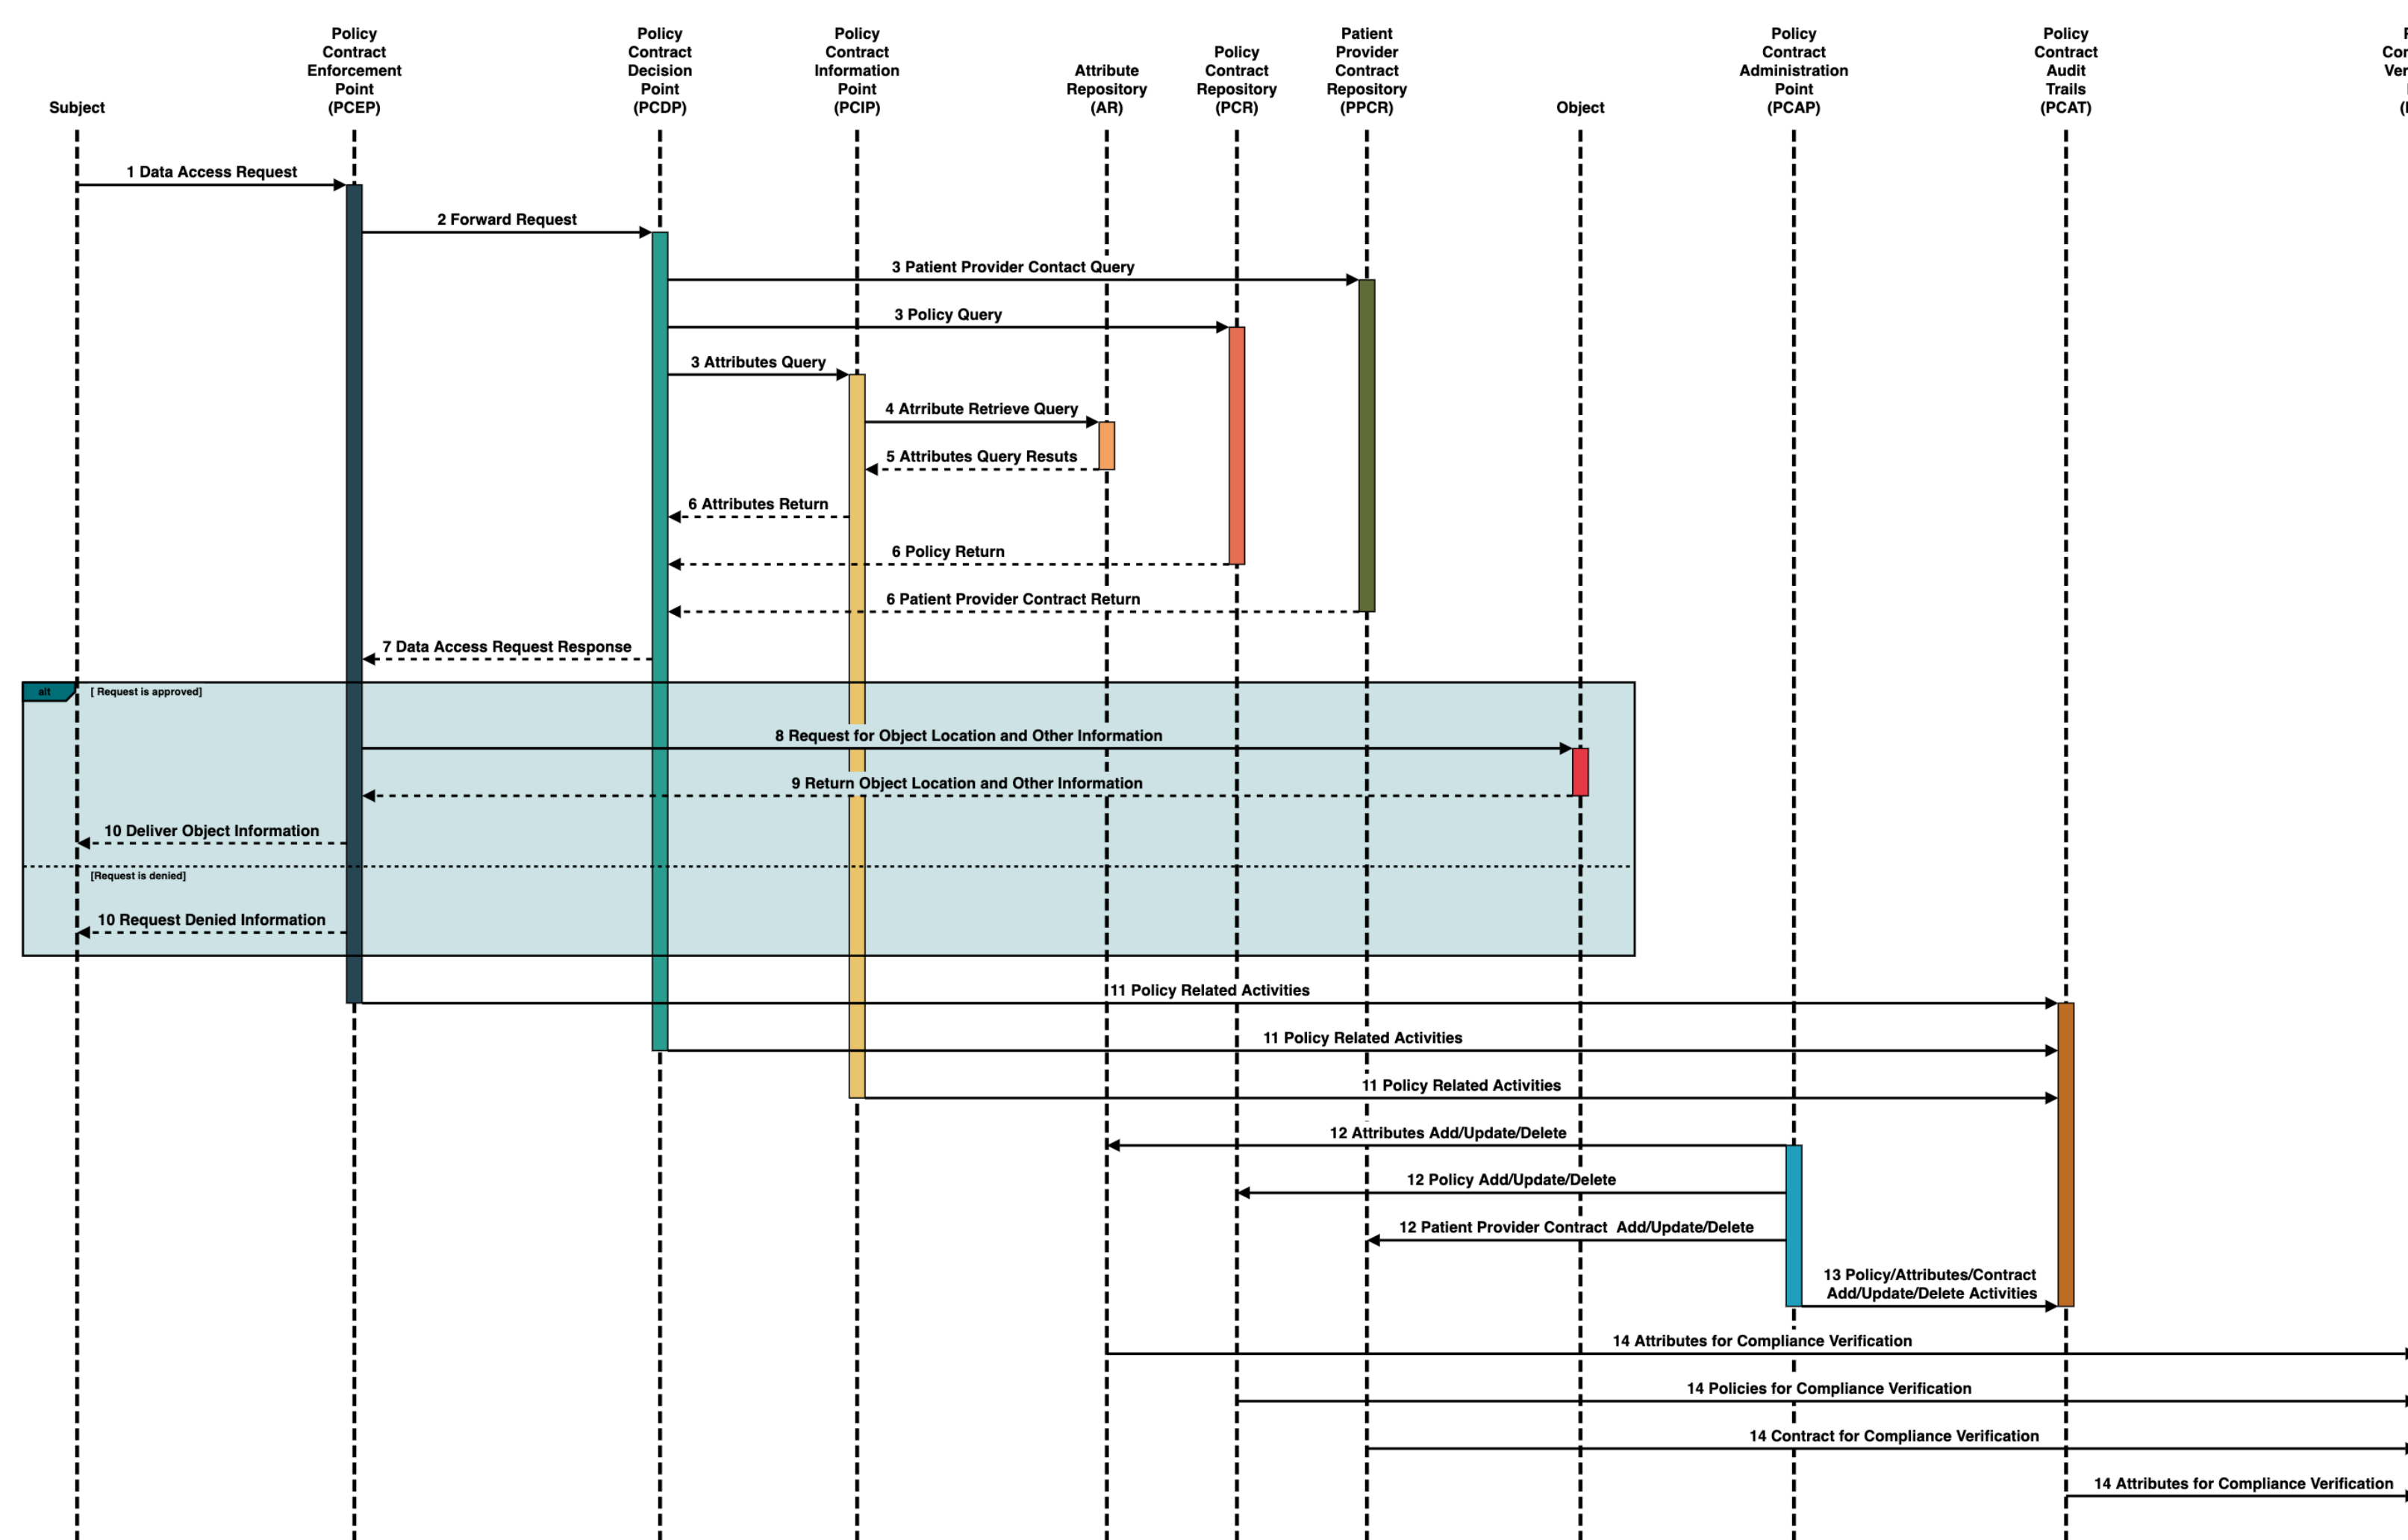 Subject
Policy
Contract
Enforcement
Point
(PCEP)
Policy
Contract
Decision
Point
(PCDP)
Policy
Contract
Information
Point
(PCIP)
Attribute
Repository
(AR)
Policy
Contract
Repository
(PCR)
Patient
Provider
Contract
Repository
(PPCR)
Object
Policy
Contract
Administration
Point
(PCAP)
Policy
Contract
Audit
Trails
(PCAT)
1 Data Access Request
2 Forward Request
3 Patient Provider Contact Query
3 Policy Query
3 Attributes Query
4 Atrribute Retrieve Query
5 Attributes Query Resuts
6 Attributes Return
6 Policy Return
6 Patient Provider Contract Return
7 Data Access Request Response
alt
[ Request is approved]
8 Request for Object Location and Other Information
9 Return Object Location and Other Information
10 Deliver Object Information
[Request is denied]
10 Request Denied Information
11 Policy Related Activities
11 Policy Related Activities
11 Policy Related Activities
12 Attributes Add/Update/Delete
12 Policy Add/Update/Delete
12 Patient Provider Contract  Add/Update/Delete
13 Policy/Attributes/Contract
Add/Update/Delete Activities
14 Attributes for Compliance Verification
14 Policies for Compliance Verification
14 Contract for Compliance Verification
14 Attributes for Compliance Verification